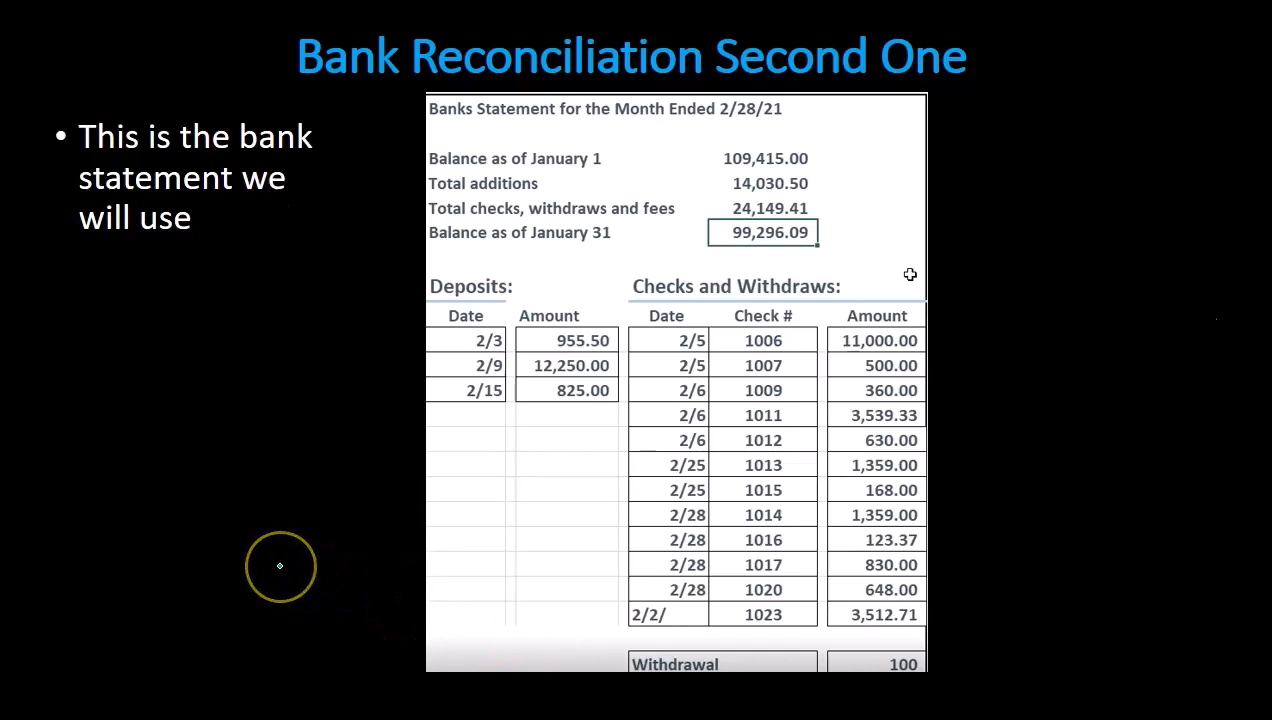 Bank Reconciliation Second One
• This is the bank
statement we
will use
Banks Statement for the Month Ended 2/28/21
Balance as of January 1 109,415.00
Total additions 14,030.50
Total checks, withdraws and fees 24,149.41
Balance as of January 31 99,296.09
Deposits: Checks and Withdraws:
Date Amount Date Check # Amount
2/3 955.50 2/5 1006 11,000.00
2/9 12,250.00 2/5 1007 500.00
2/15 825.00 2/6 1009 360.00
2/6 1011 3,539.33
2/6 1012 630.00
2/25 1013 1,359.00
2/25 1015 168.00
2/28 1014 1,359.00
2/28 1016 123.37
2/28 1017 830.00
2/28 1020 648.00
2/2/ 1023 3,512.71
Withdrawal 100